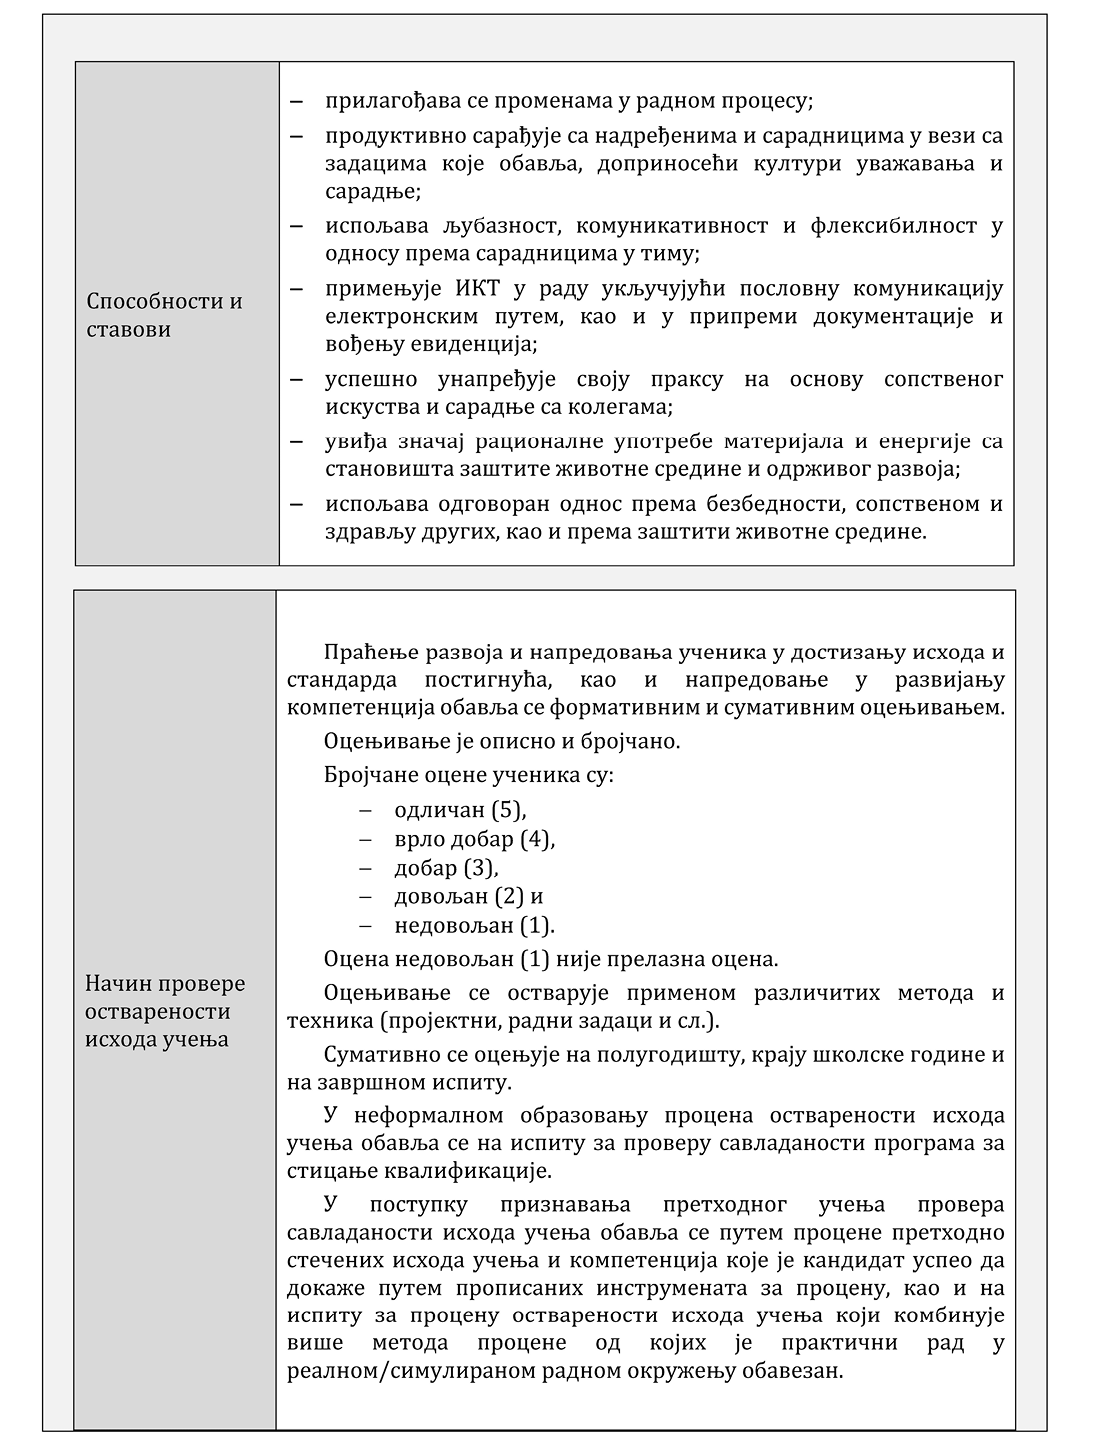 Способности и
ставови
– прилагођава се променама у радном процесу;
– продуктивно сарађује са надређенима и сарадницима у вези са
задацима које обавља, доприносећи култури уважавања и
сарадње;
– испољава љубазност, комуникативност и флексибилност у
односу према сарадницима у тиму;
– примењује ИКТ у раду укључујући пословну комуникацију
електронским путем, као и у припреми документације и
вођењу евиденција;
– успешно унапређује своју праксу на основу сопственог
искуства и сарадње са колегама;
– увиђа значај рационалне употребе материјала и енергије са
становишта заштите животне средине и одрживог развоја;
– испољава одговоран однос према безбедности, сопственом и
здрављу других, као и према заштити животне средине.
Начин провере
остварености
исхода учења
Праћење развоја и напредовања ученика у достизању исхода и
стандарда постигнућа, као и напредовање у развијању
компетенција обавља се формативним и сумативним оцењивањем.
Оцењивање је описно и бројчано.
Бројчане оцене ученика су:
– одличан (5),
– врло добар (4),
– добар (3),
– довољан (2) и
– недовољан (1).
Оцена недовољан (1) није прелазна оцена.
Оцењивање се остварује применом различитих метода и
техника (пројектни, радни задаци и сл.).
Сумативно се оцењује на полугодишту, крају школске године и
на завршном испиту.
У неформалном образовању процена остварености исхода
учења обавља се на испиту за проверу савладаности програма за
стицање квалификације.
У поступку признавања претходног учења провера
савладаности исхода учења обавља се путем процене претходно
стечених исхода учења и компетенција које је кандидат успео да
докаже путем прописаних инструмената за процену, као и на
испиту за процену остварености исхода учења који комбинује
више метода процене од којих је практични рад у
реалном/симулираном радном окружењу обавезан.